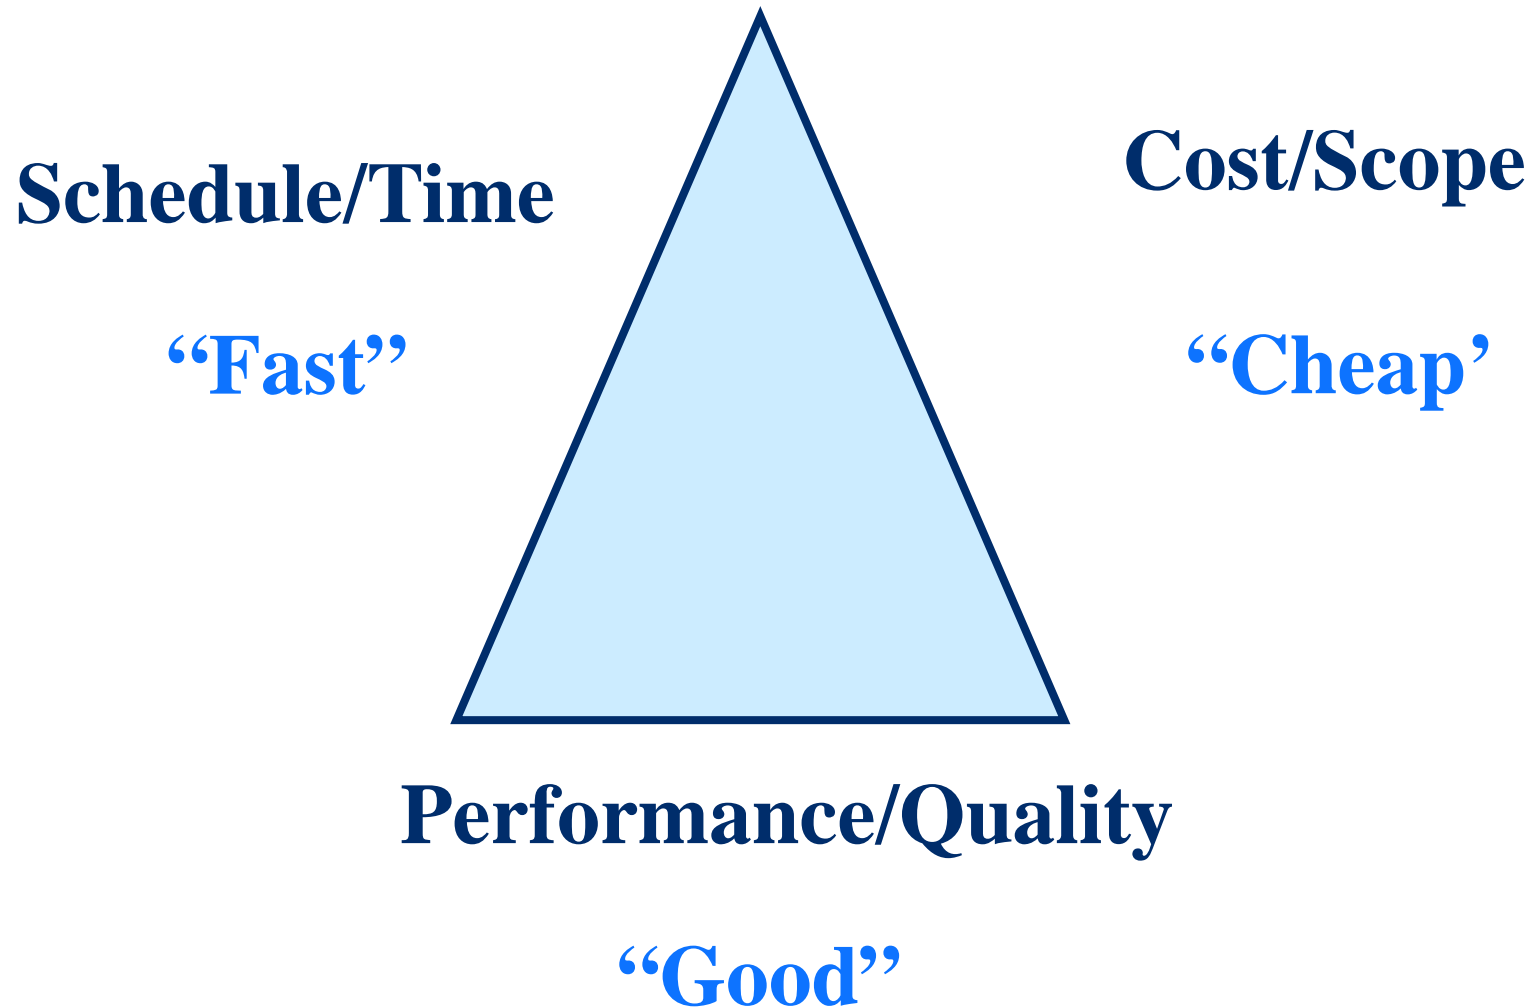 Cost/Scope
Schedule/Time
“Fast”
“Cheap’
Performance/Quality
“Good”